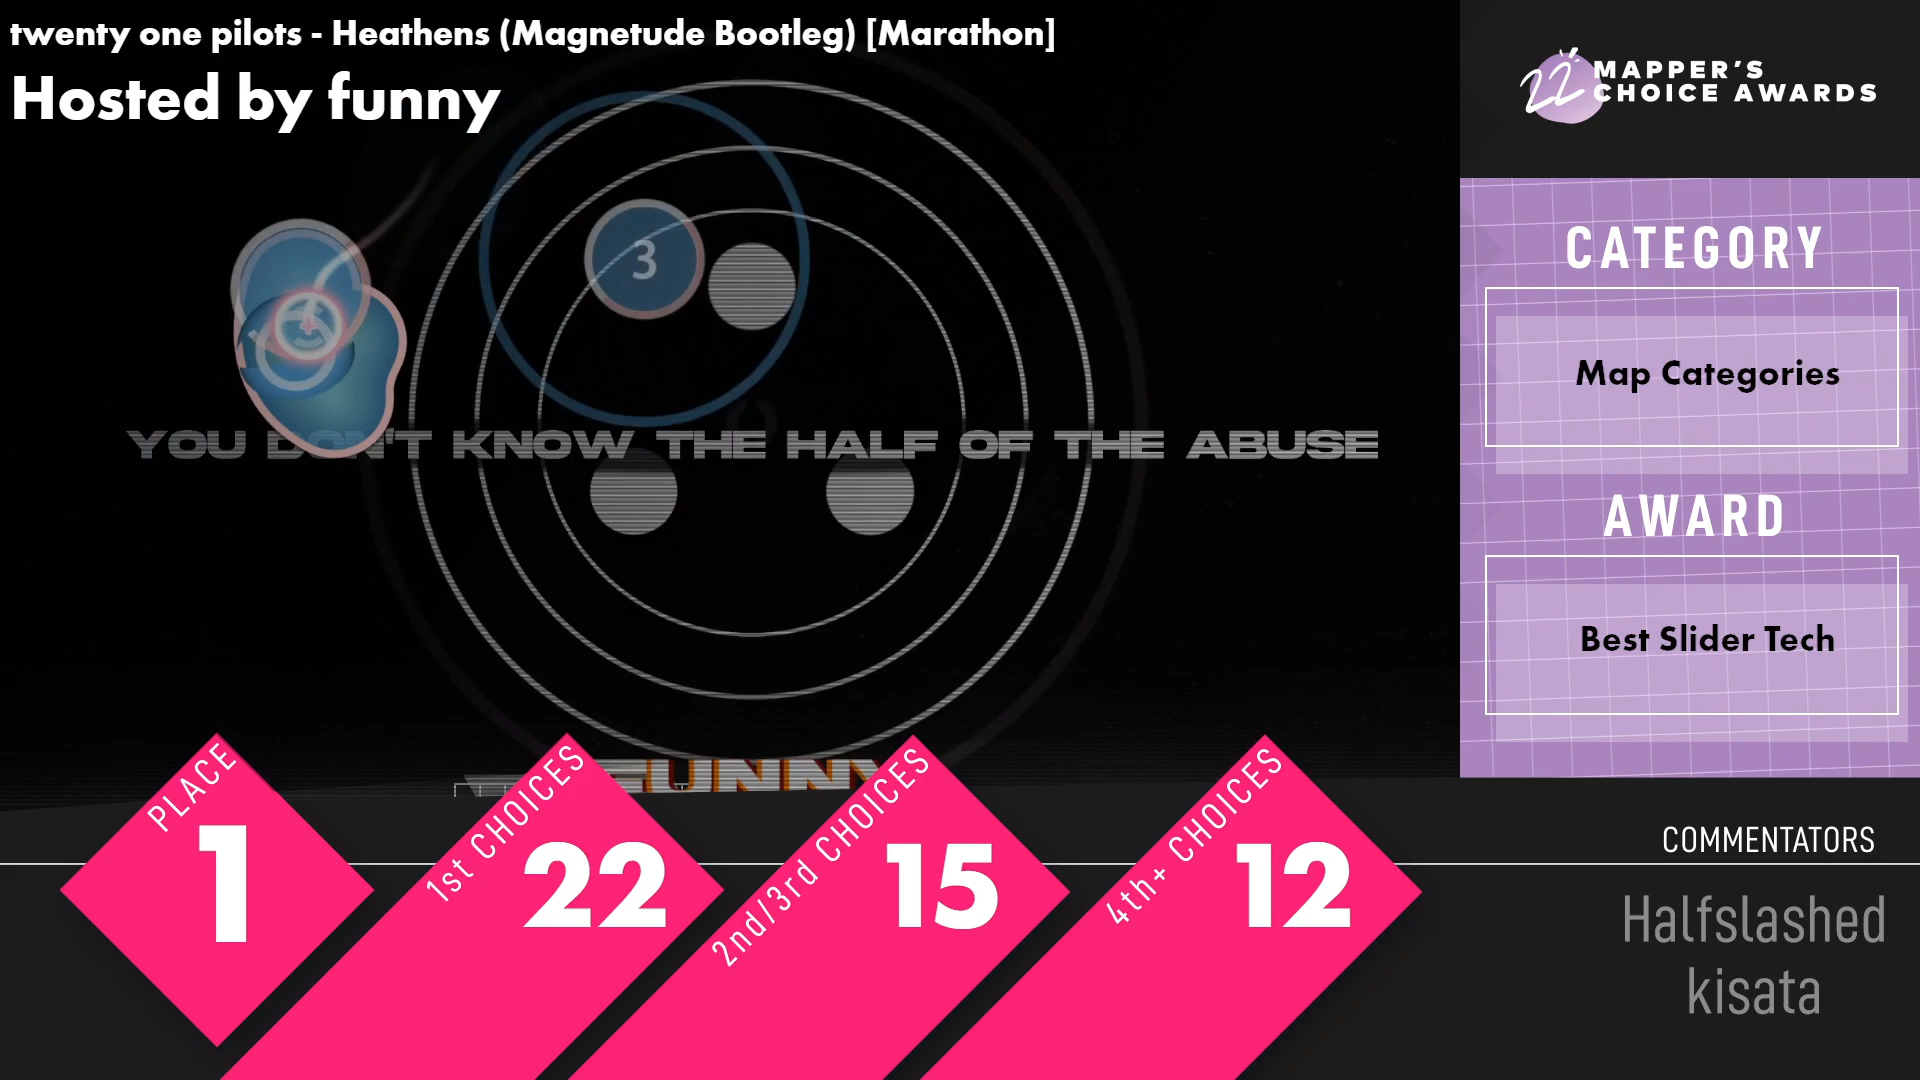 twenty one pilots - Heathens (Magnetude Bootleg) [Marathon]
Hosted by funny
22 MAPPER'S
CHOICE AWARDS
3
YOU DON'T KNOW THE HALF OF THE ABUSE
CATEGORY
Map Categories
AWARD
Best Slider Tech
FUNNY
PLACE
1
1st CHOICES
22
2nd/3rd CHOICES
15
4th+ CHOICES
12
COMMENTATORS
Halfslashed
kisata